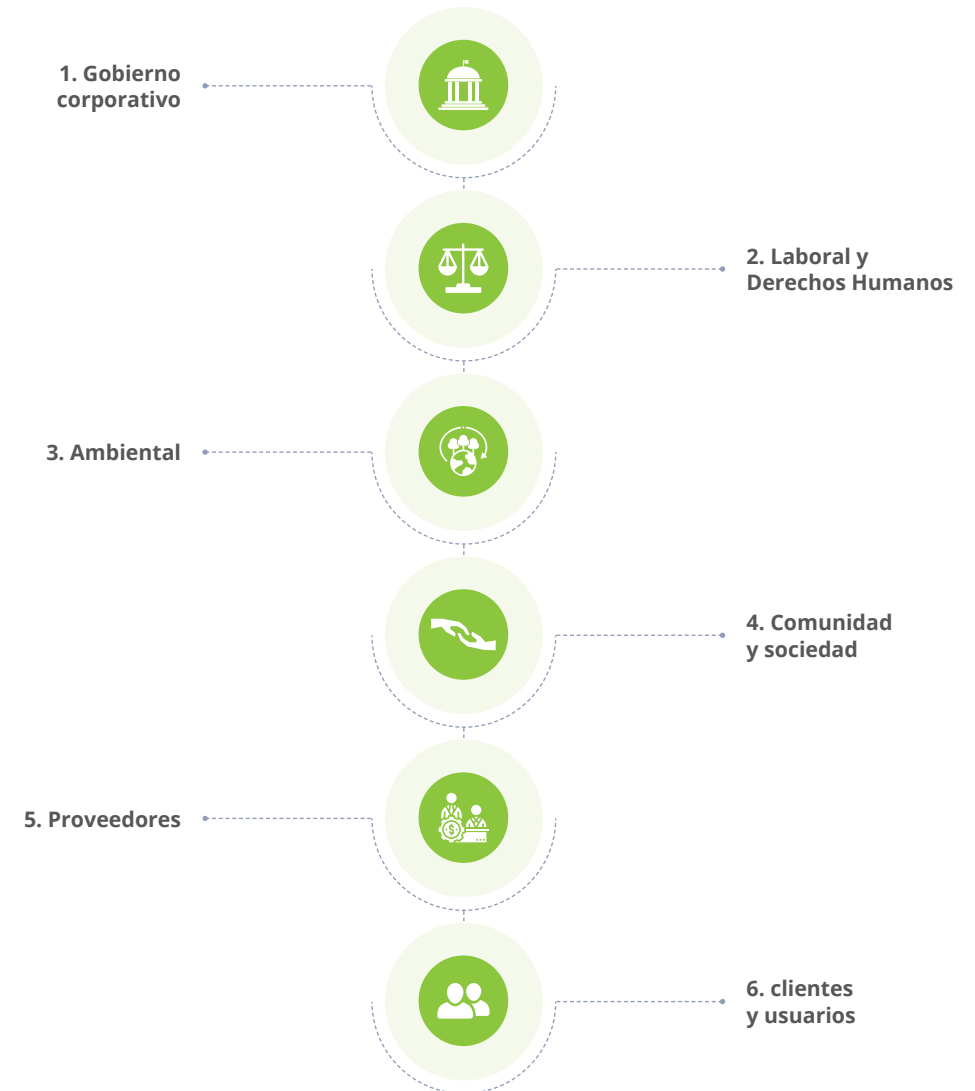 1. Gobierno
corporativo
2. Laboral y
Derechos Humanos
3. Ambiental
4. Comunidad
y sociedad
5. Proveedores
6. clientes
y usuarios